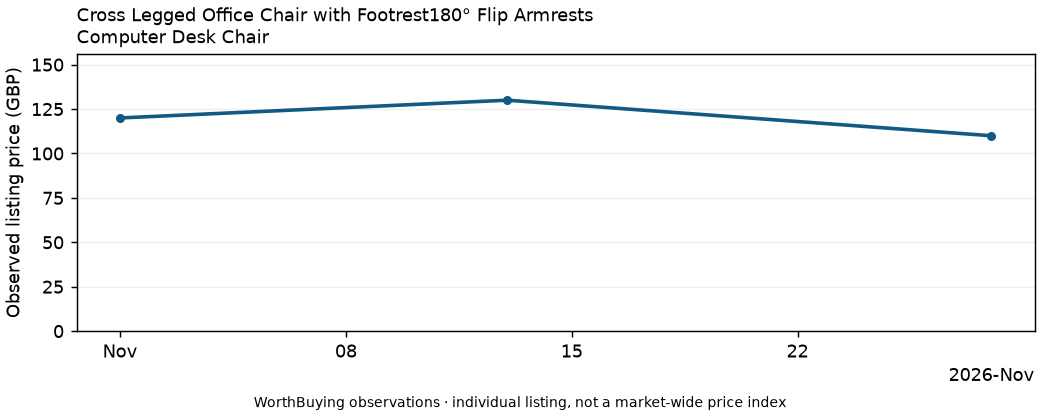 Cross Legged Office Chair with Footrest180° Flip Armrests
Computer Desk Chair
Observed listing price (GBP)
150
125
100
75
50
25
0
Nov
08
15
22
2026-Nov
WorthBuying observations · individual listing, not a market-wide price index